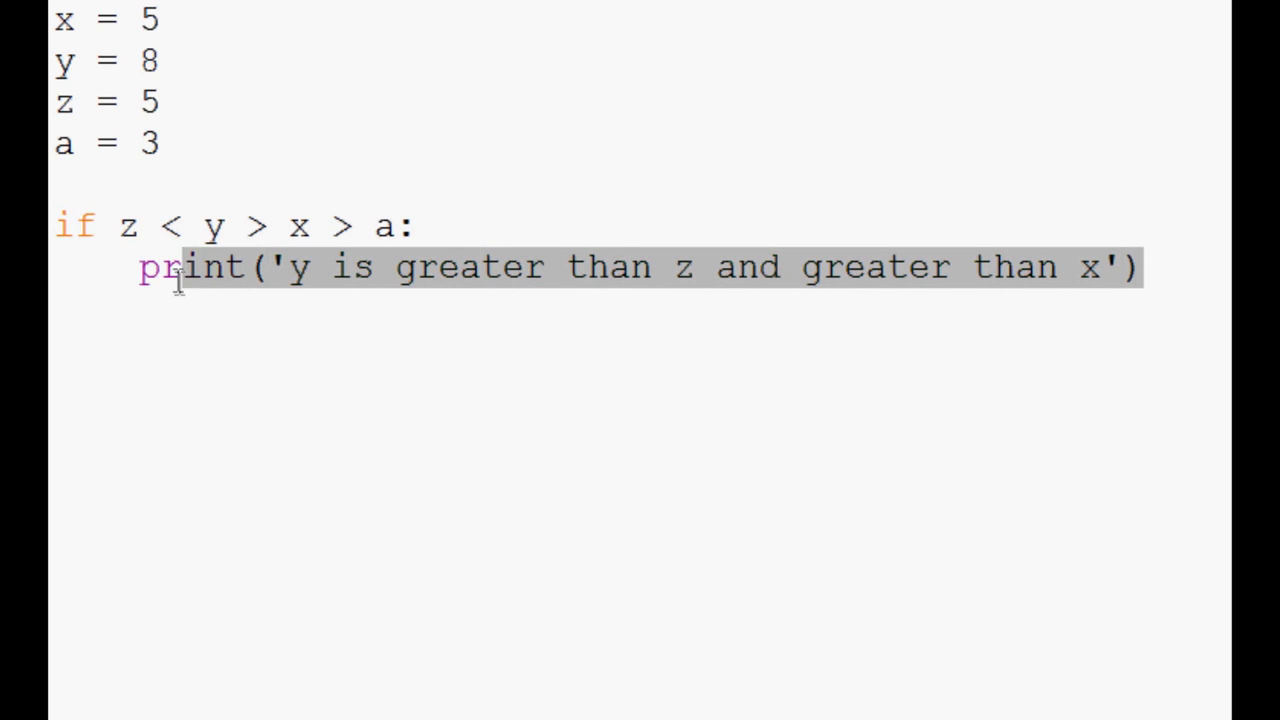 x = 5
y = 8
z = 5
a = 3
if z < y > x > a:
    print('y is greater than z and greater than x')